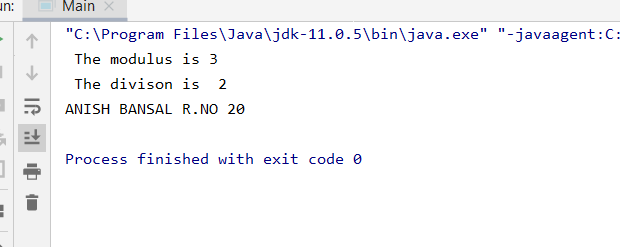 un: Main
"C:\Program Files\Java\jdk-11.0.5\bin\java.exe" "-javaagent:C:
The modulus is 3
The divison is  2
ANISH BANSAL R.NO 20
Process finished with exit code 0